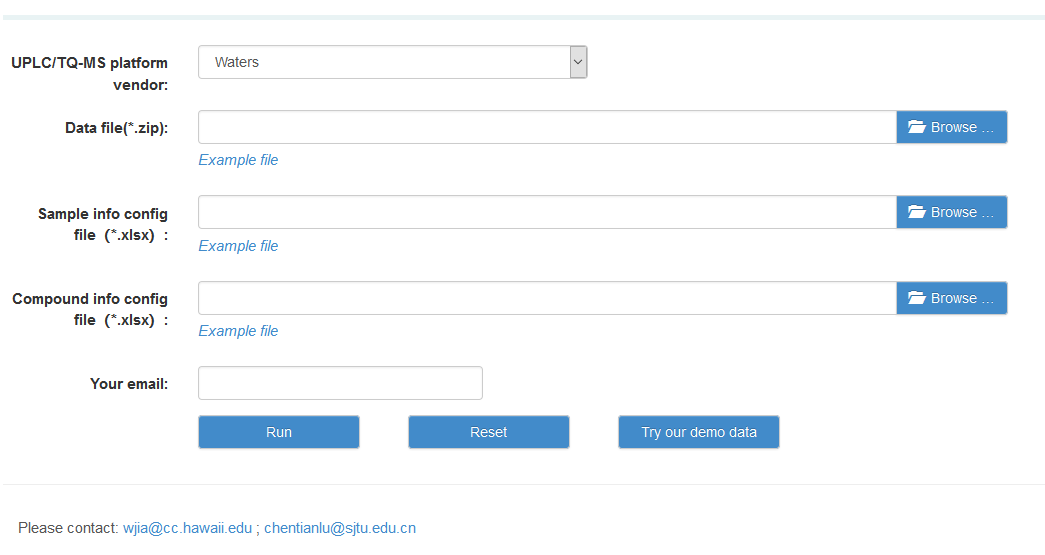 UPLC/TQ-MS platform
vendor:
Waters
Data file(*.zip):
Browse ...
Example file
Sample info config
file (*.xlsx) :
Browse ...
Example file
Compound info config
file (*.xlsx) :
Browse ...
Example file
Your email:
Run
Reset
Try our demo data
Please contact: wjia@cc.hawaii.edu ; chentianlu@sjtu.edu.cn